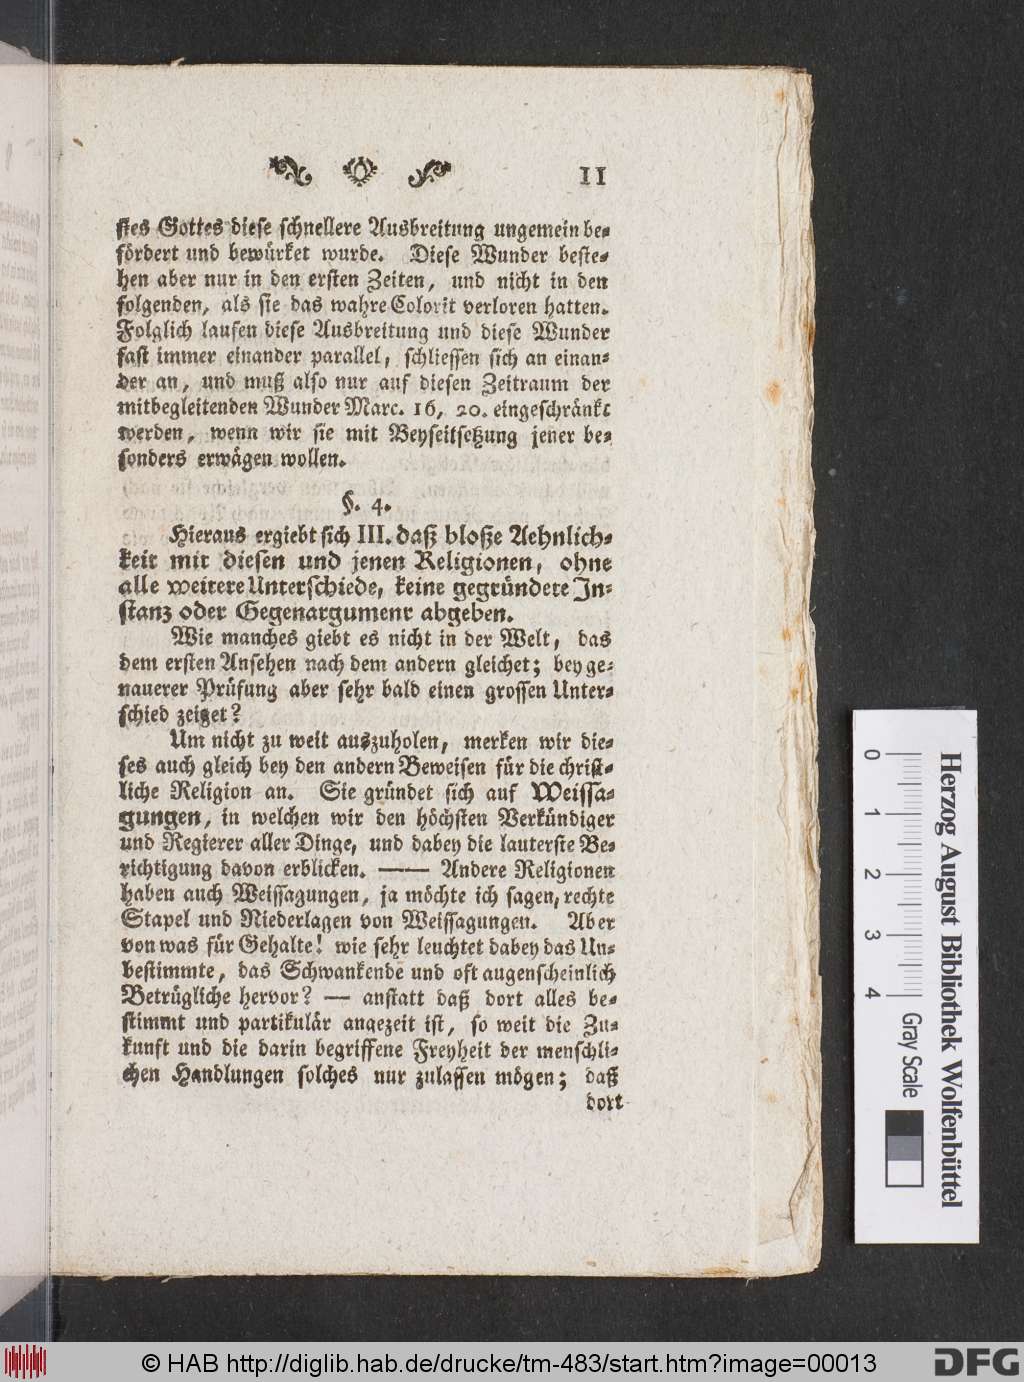 11
stes Gottes diese schnellere Ausbreitung ungemein be-
fördert und bewürket wurde. Diese Wunder beste-
hen aber nur in den ersten Zeiten, und nicht in den
folgenden, als sie das wahre Colorit verloren hatten.
Folglich laufen diese Ausbreitung und diese Wunder
fast immer einander parallel, schliessen sich an einan-
der an, und muß also nur auf diesen Zeitraum der
mitbegleitenden Wunder Marc. 16, 20. eingeschränkt
werden, wenn wir sie mit Beyseitsetzung jener be-
sonders erwägen wollen.
§. 4.
Hieraus ergiebt sich III. daß bloße Aehnlich-
keit mit diesen und jenen Religionen, ohne
alle weitere Unterschiede, keine gegründete In-
stanz oder Gegenargument abgeben.
Wie manches giebt es nicht in der Welt, das
dem ersten Ansehen nach dem andern gleichet; bey ge-
nauerer Prüfung aber sehr bald einen grossen Unter-
schied zeiget?
Um nicht zu weit auszuholen, merken wir die-
ses auch gleich bey den andern Beweisen für die christ-
liche Religion an. Sie gründet sich auf Weissa-
gungen, in welchen wir den höchsten Verkündiger
und Regierer aller Dinge, und dabey die lauterste Be-
richtigung davon erblicken. —— Andere Religionen
haben auch Weissagungen, ja möchte ich sagen, rechte
Stapel und Niederlagen von Weissagungen. Aber
von was für Gehalte! wie sehr leuchtet dabey das Un-
bestimmte, das Schwankende und oft augenscheinlich
Betrügliche hervor? — anstatt daß dort alles be-
stimmt und partikulär angezeit ist, so weit die Zu-
kunft und die darin begriffene Freyheit der menschli-
chen Handlungen solches nur zulassen mögen; daß
dort
Herzog August Bibliothek Wolfenbüttel
0 1 2 3 4 Gray Scale
© HAB http://diglib.hab.de/drucke/tm-483/start.htm?image=00013
DFG